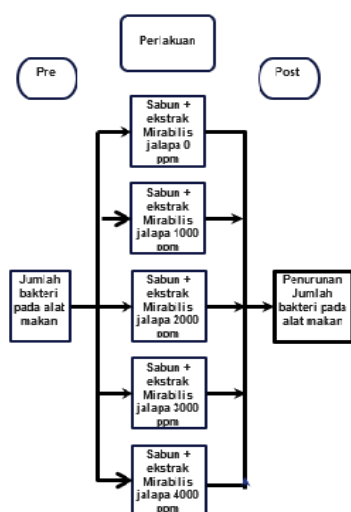 Perlakuan
Pre
Post
Sabun +
ekstrak
Mirabilis
jalapa 0
ppm
Sabun +
ekstrak
Mirabilis
jalapa 1000
ppm
Jumlah
bakteri
pada alat
makan
Sabun +
ekstrak
Mirabilis
jalapa 2000
ppm
Penurunan
Jumlah
bakteri pada
alat makan
Sabun +
ekstrak
Mirabilis
jalapa 3000
ppm
Sabun +
ekstrak
Mirabilis
jalapa 4000
ppm